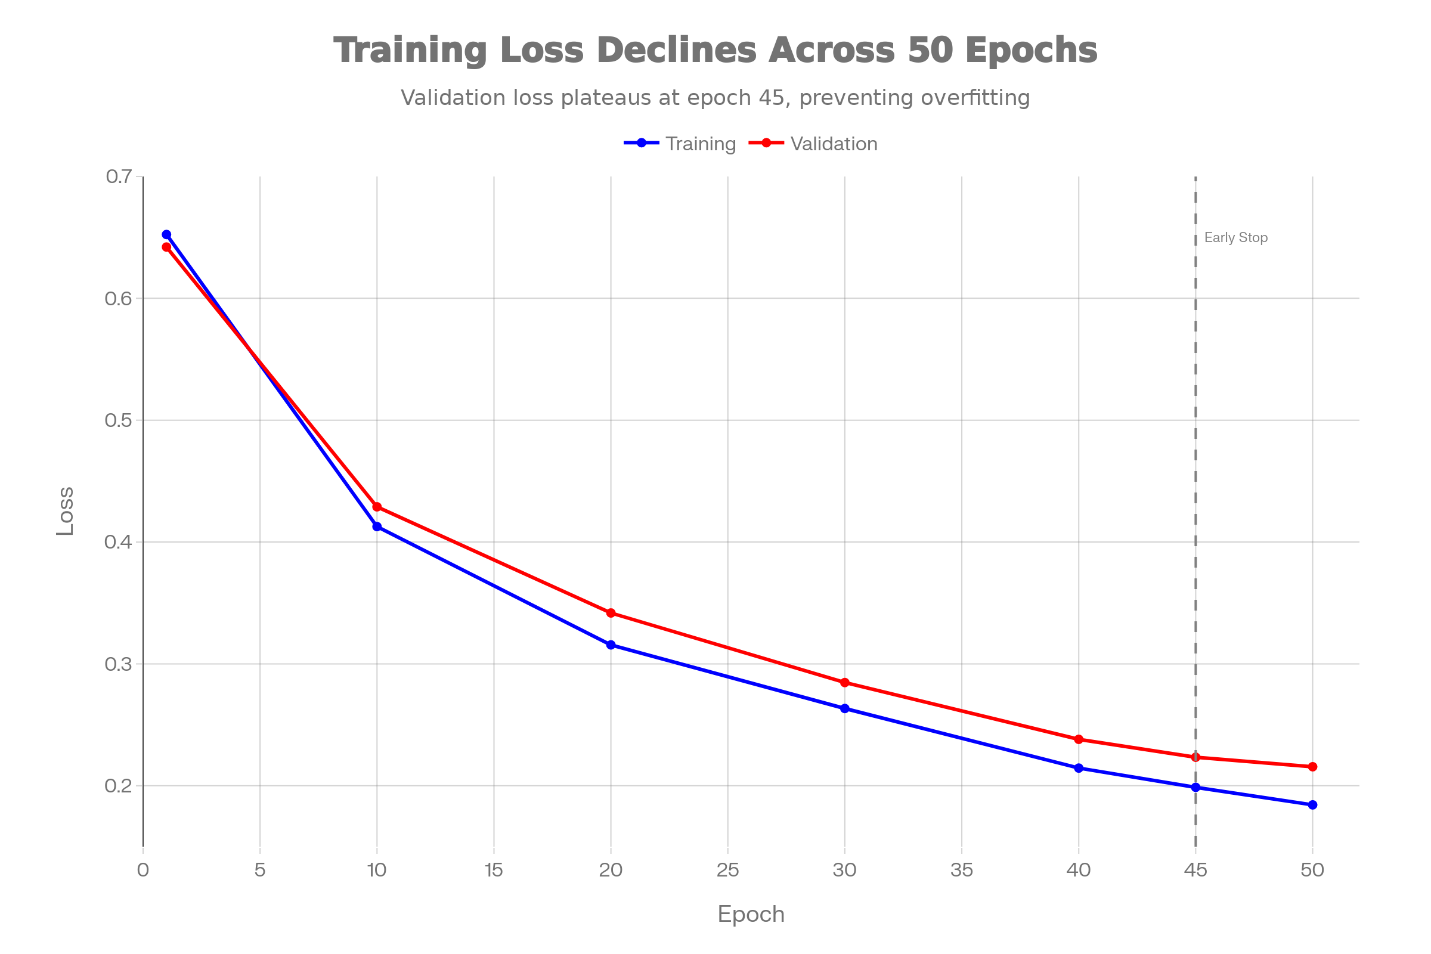 Training Loss Declines Across 50 Epochs
Validation loss plateaus at epoch 45, preventing overfitting
Training Validation
0.7
Early Stop
0.6
0.5
Loss
0.4
0.3
0.2
0 5 10 15 20 25 30 35 40 45 50
Epoch